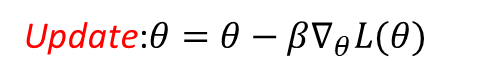 Update:θ = θ − β∇θL(θ)